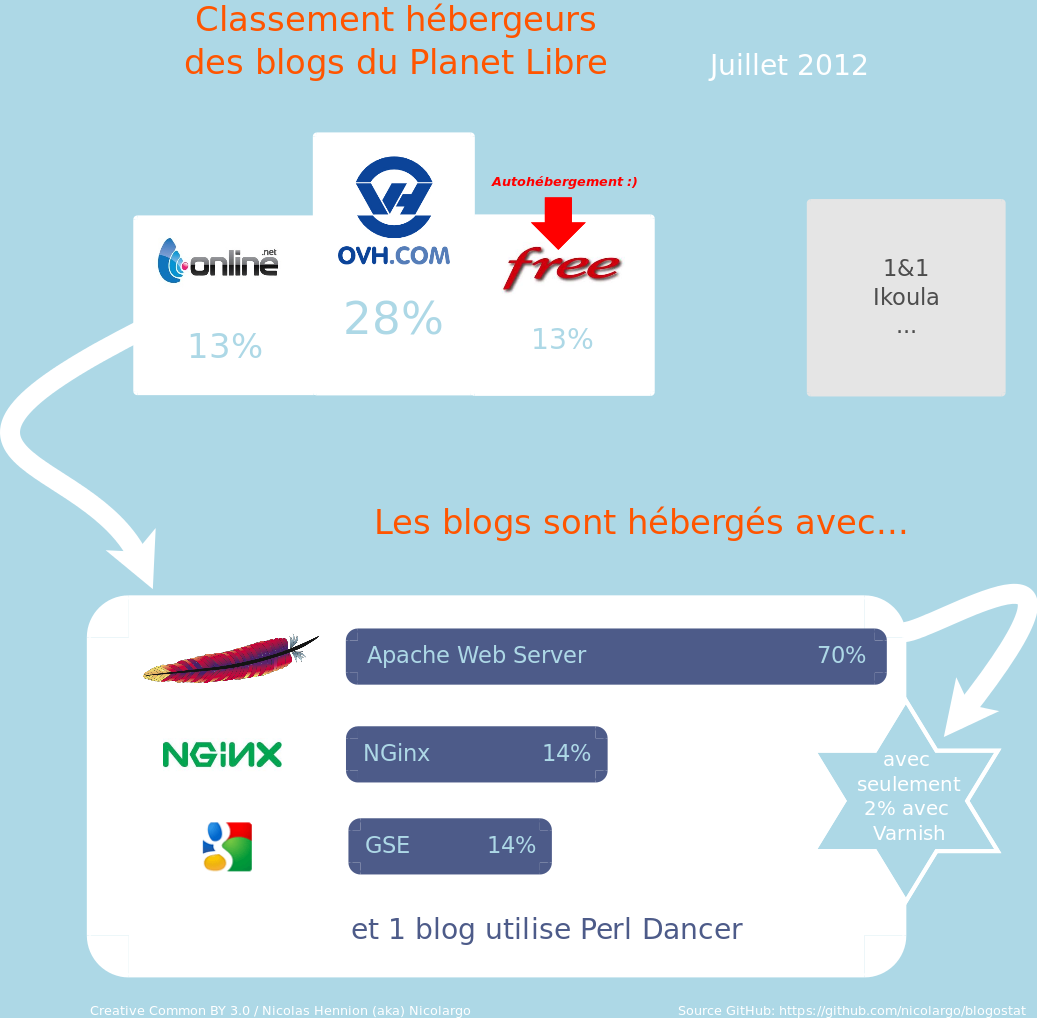 Classement hébergeurs
des blogs du Planet Libre
Juillet 2012
Autohébergement :)
online
.net
OVH.COM
free
13%
28%
13%
1&1
Ikoula
...
Les blogs sont hébergés avec...
Apache Web Server 70%
NGINX
NGinx 14%
g
GSE 14%
avec
seulement
2% avec
Varnish
et 1 blog utilise Perl Dancer
Creative Common BY 3.0 / Nicolas Hennion (aka) Nicolargo
Source GitHub: https://github.com/nicolargo/blogostat